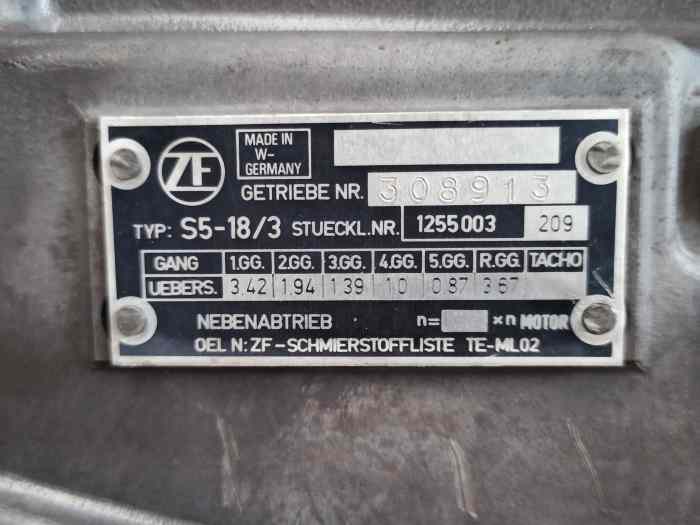 ZF
MADE IN
W-
GERMANY
GETRIEBE NR. 308913
TYP: S5-18/3 STUECKL.NR. 1255003 209
GANG 1.GG. 2.GG. 3.GG. 4.GG. 5.GG. R.GG. TACHO
UEBERS. 3.42 1.94 1.39 1.0 0.87 3.67
NEBENABTRIEB n= ×n MOTOR
OEL N: ZF-SCHMIERSTOFFLISTE TE-ML02